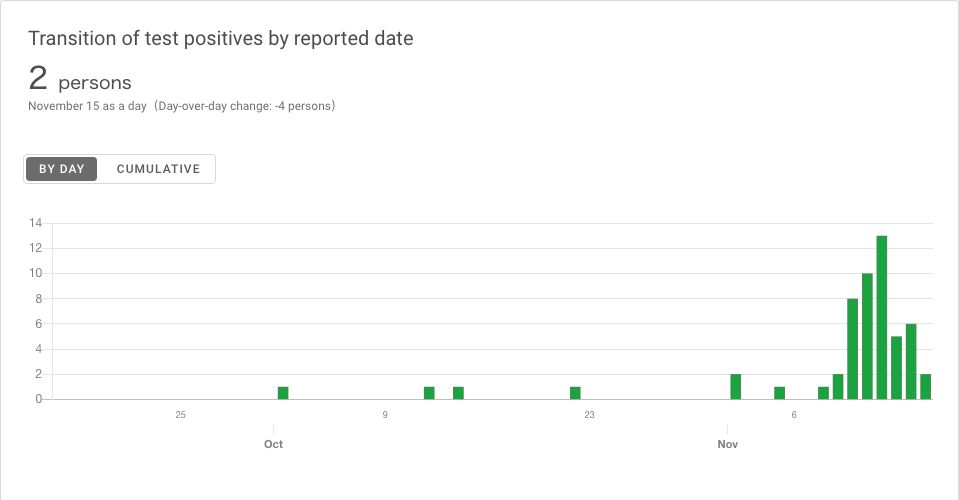 Transition of test positives by reported date
2 persons
November 15 as a day（Day-over-day change: -4 persons）
BY DAY CUMULATIVE
14
12
10
8
6
4
2
0
25 9 23 6
Oct Nov